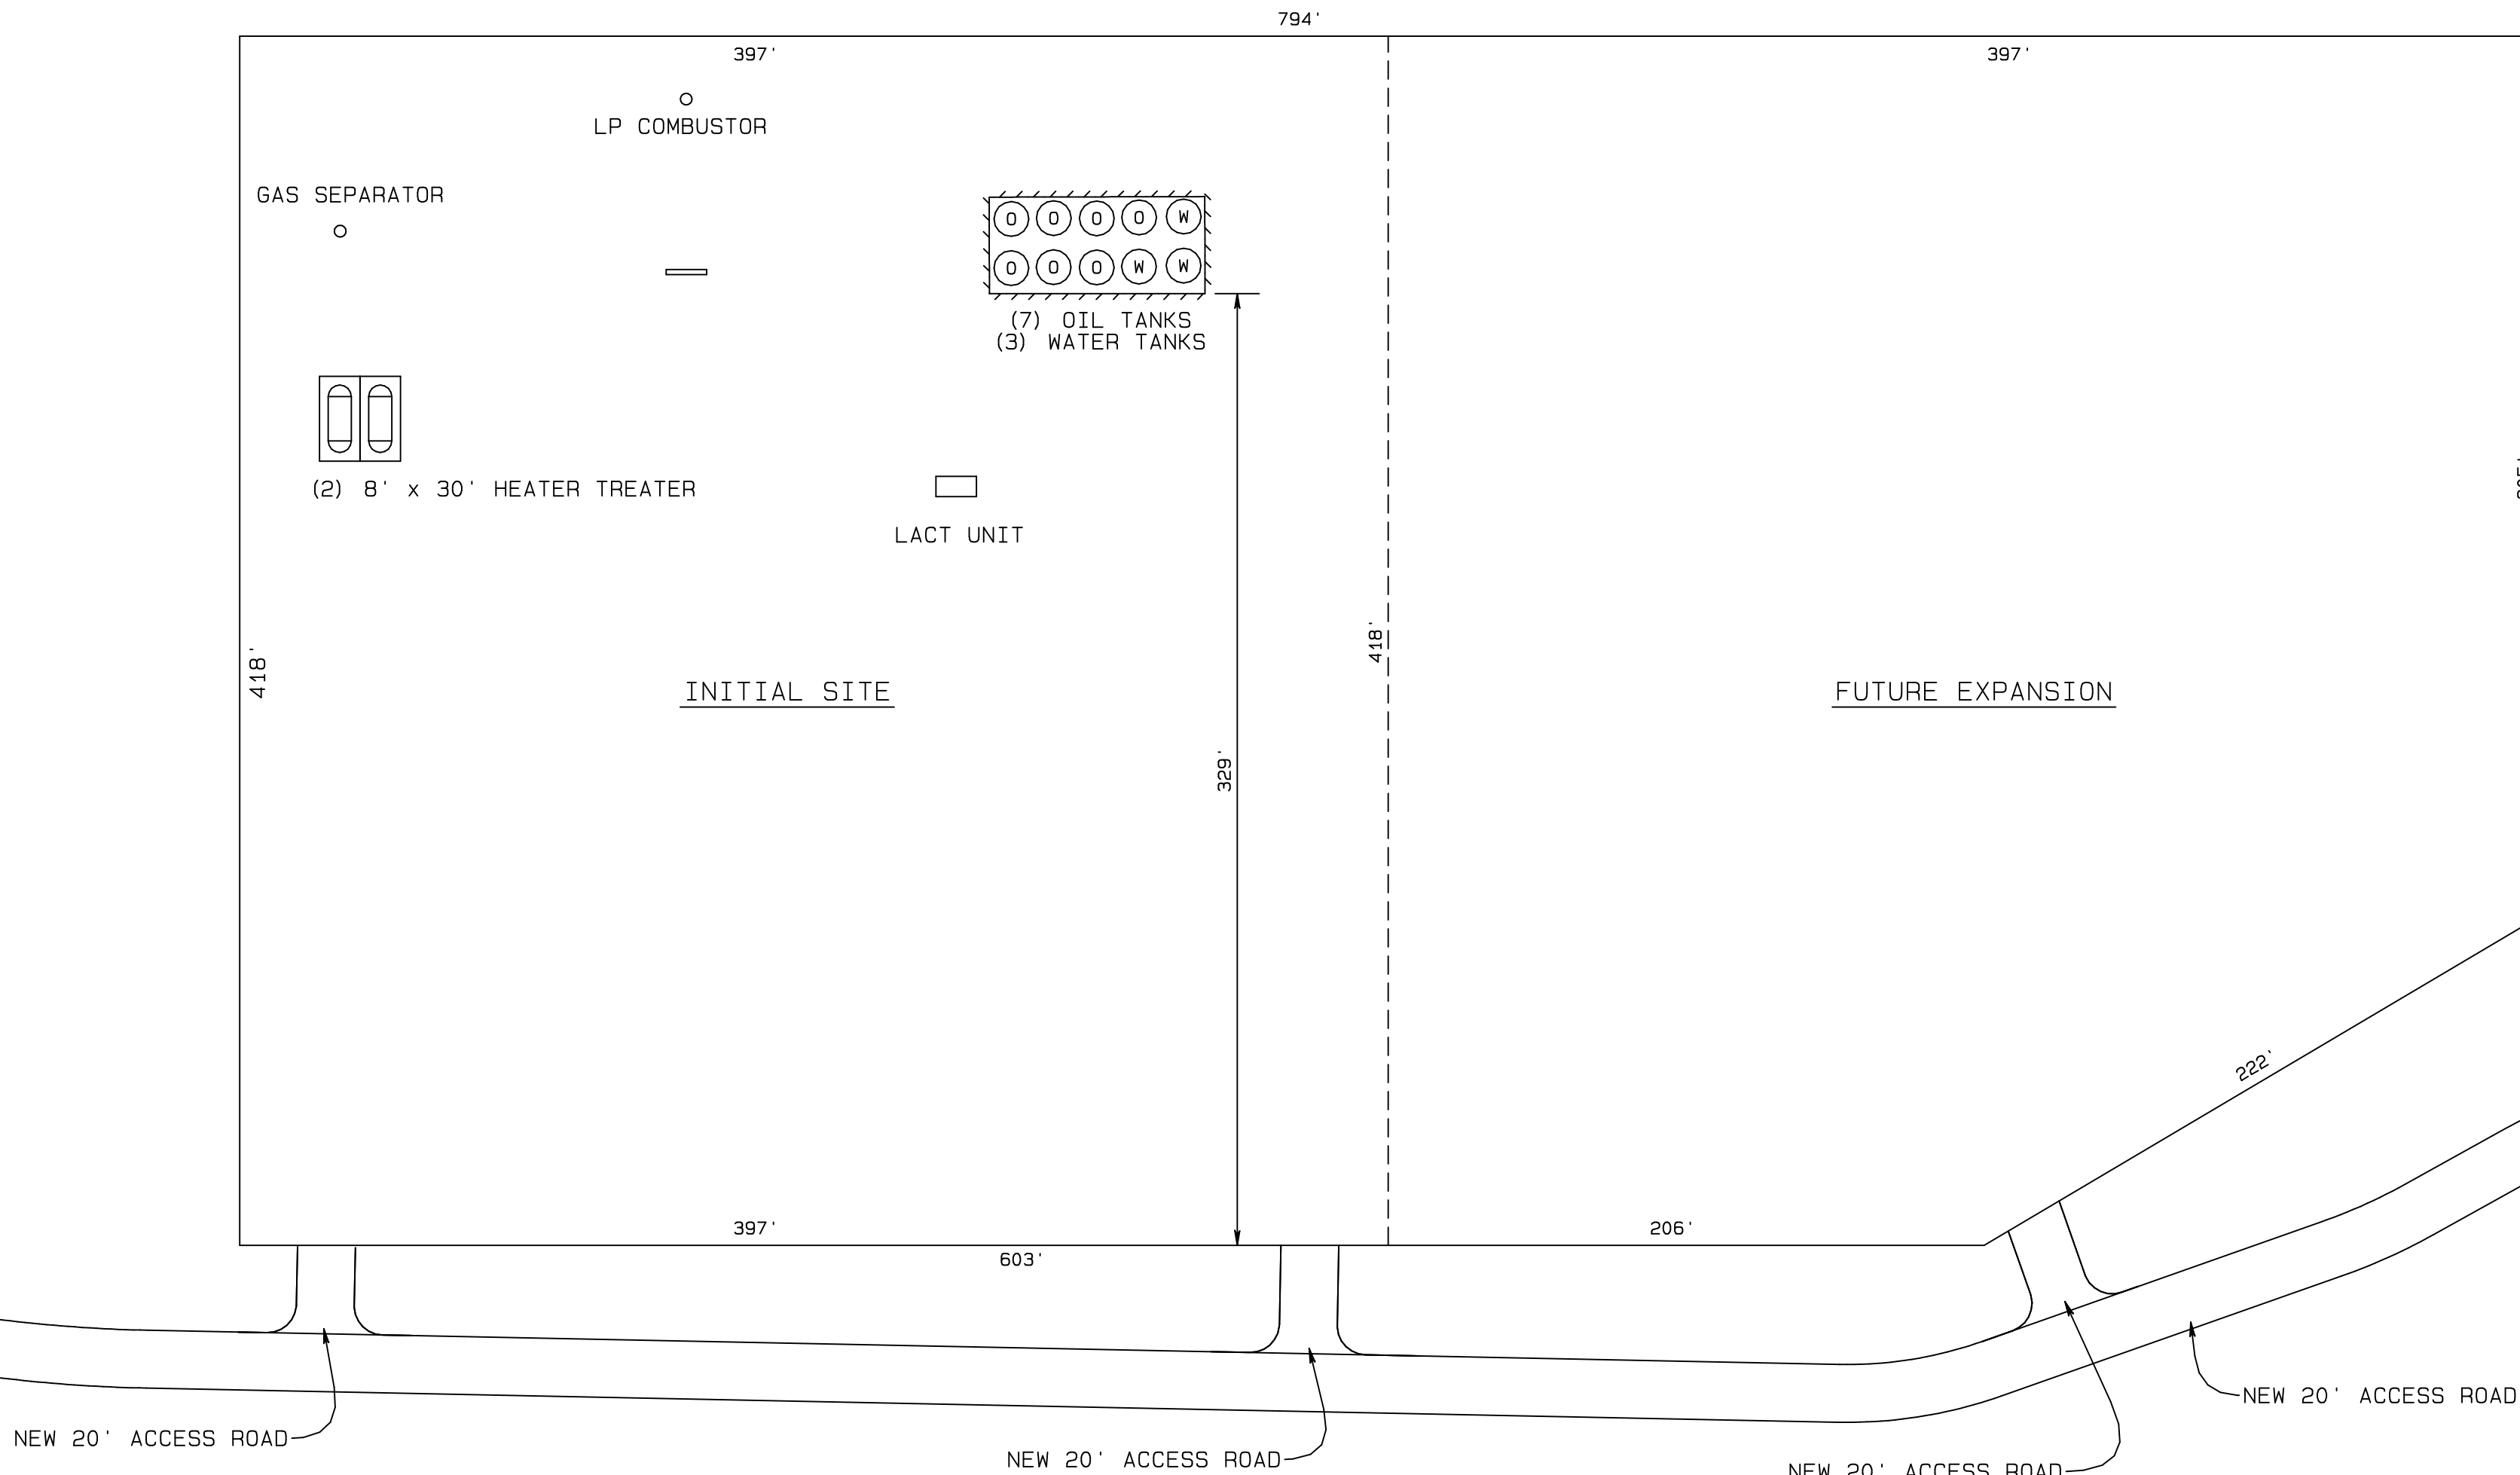 794'
397'
397'
LP COMBUSTOR
GAS SEPARATOR
O O O O W
O O O W W
(7) OIL TANKS
(3) WATER TANKS
(2) 8' x 30' HEATER TREATER
LACT UNIT
418'
418'
INITIAL SITE
FUTURE EXPANSION
329'
222'
397'
206'
603'
NEW 20' ACCESS ROAD
NEW 20' ACCESS ROAD
NEW 20' ACCESS ROAD
NEW 20' ACCESS ROAD